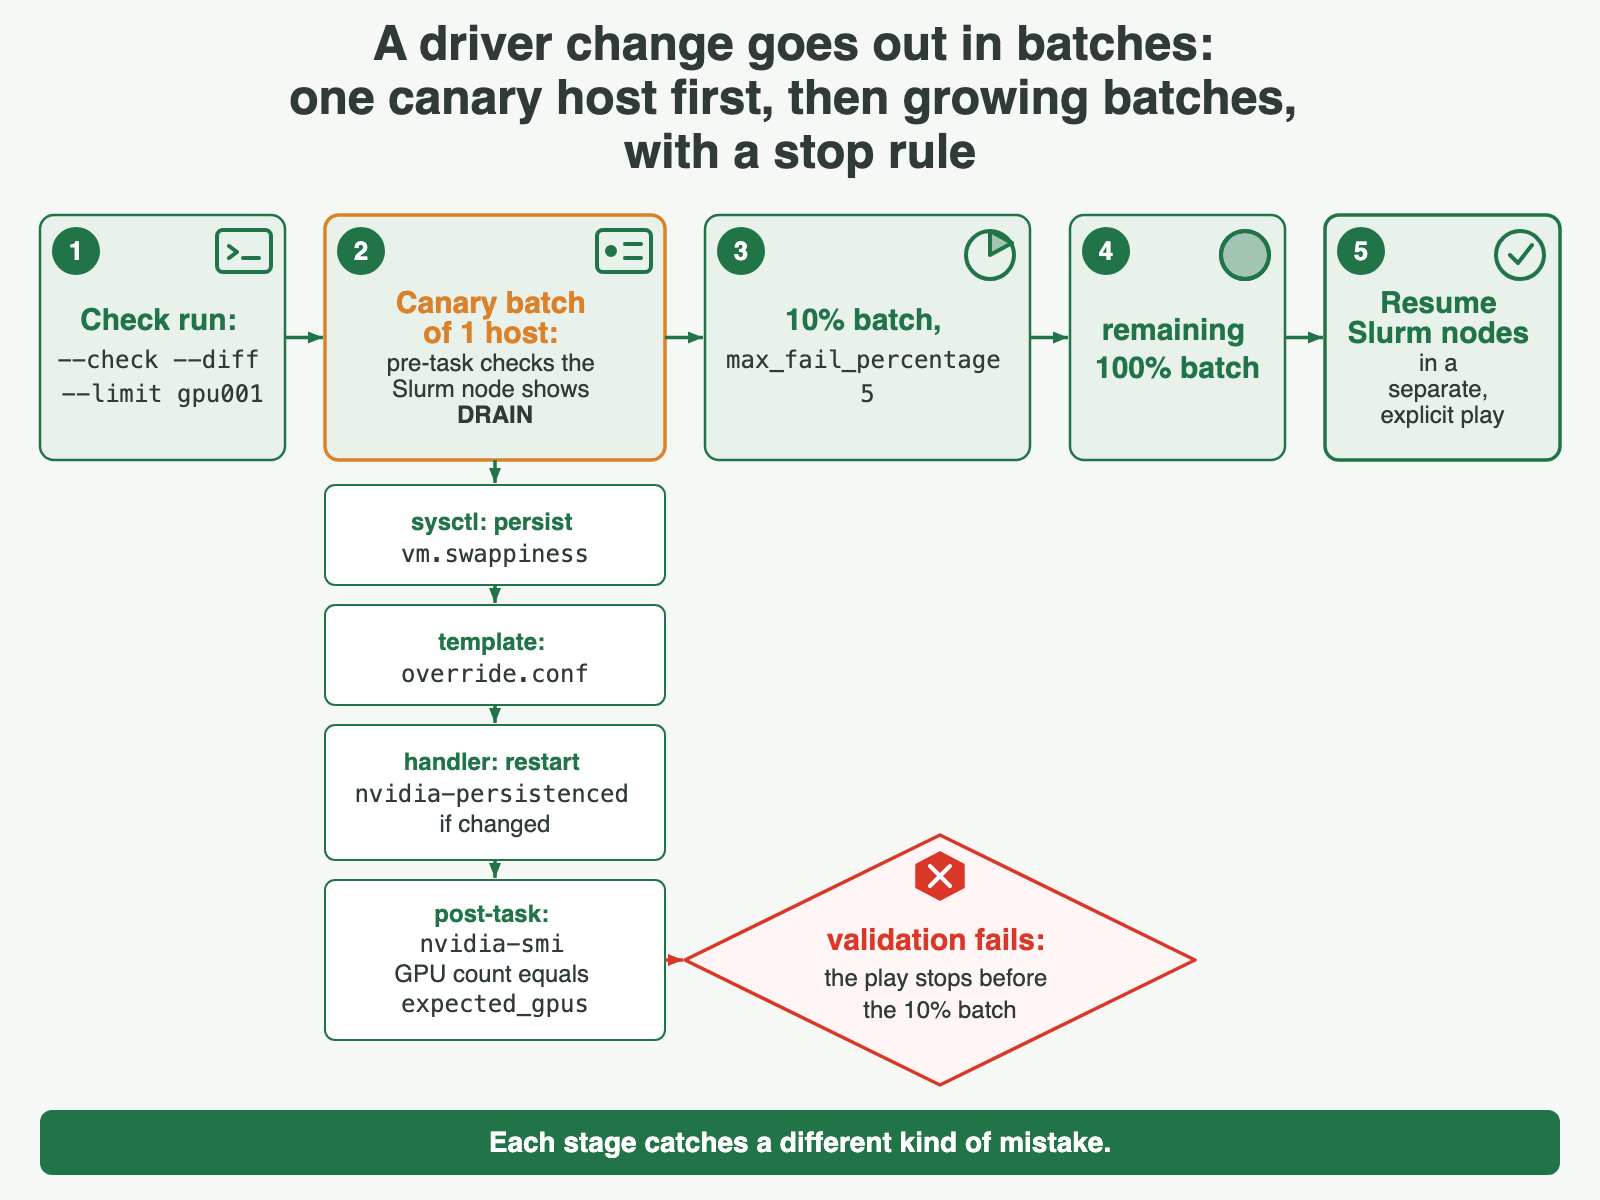 A driver change goes out in batches:
one canary host first, then growing batches,
with a stop rule
1
Check run:
--check --diff
--limit gpu001
2
Canary batch
of 1 host:
pre-task checks the
Slurm node shows
DRAIN
3
10% batch,
max_fail_percentage
5
4
remaining
100% batch
5
Resume
Slurm nodes
in a
separate,
explicit play
sysctl: persist
vm.swappiness
template:
override.conf
handler: restart
nvidia-persistenced
if changed
post-task:
nvidia-smi
GPU count equals
expected_gpus
validation fails:
the play stops before
the 10% batch
Each stage catches a different kind of mistake.